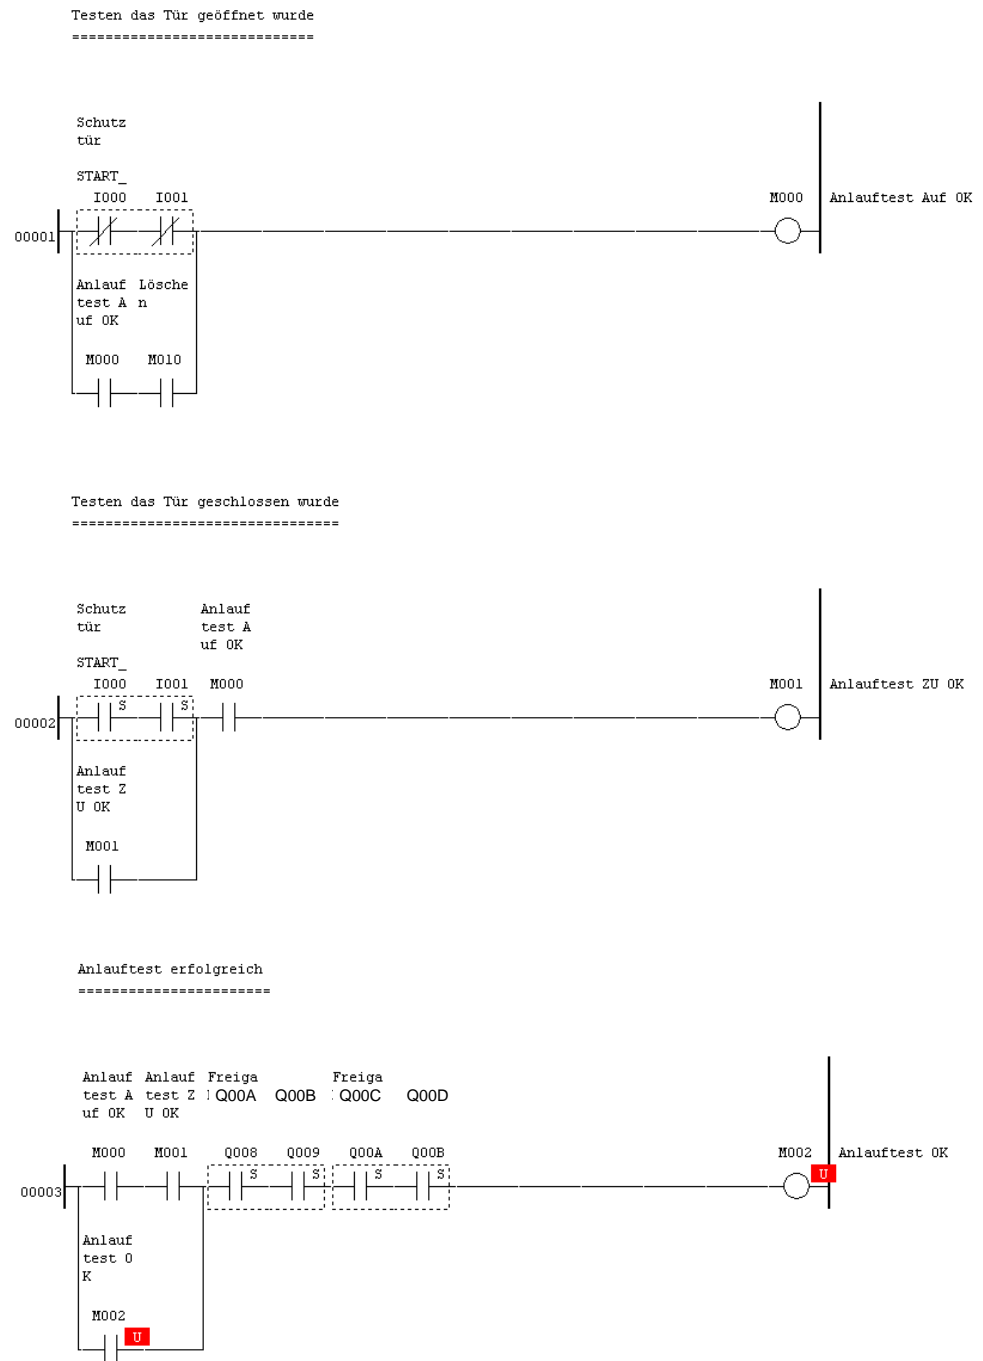 Testen das Tür geöffnet wurde
=============================
Schutz
tür
START_
I000 I001 M000 Anlauftest Auf OK
00001
Anlauf Lösche
test A n
uf OK
M000 M010
Testen das Tür geschlossen wurde
================================
Schutz Anlauf
tür test A
uf OK
START_
I000 I001 M000 M001 Anlauftest ZU OK
S S
00002
Anlauf
test Z
U OK
M001
Anlauftest erfolgreich
=======================
Anlauf Anlauf Freiga Freiga
test A test Z Q00A Q00B Q00C Q00D
uf OK U OK
M000 M001 Q008 Q009 Q00A Q00B M002 Anlauftest OK
S S S S U
00003
Anlauf
test O
K
M002
U